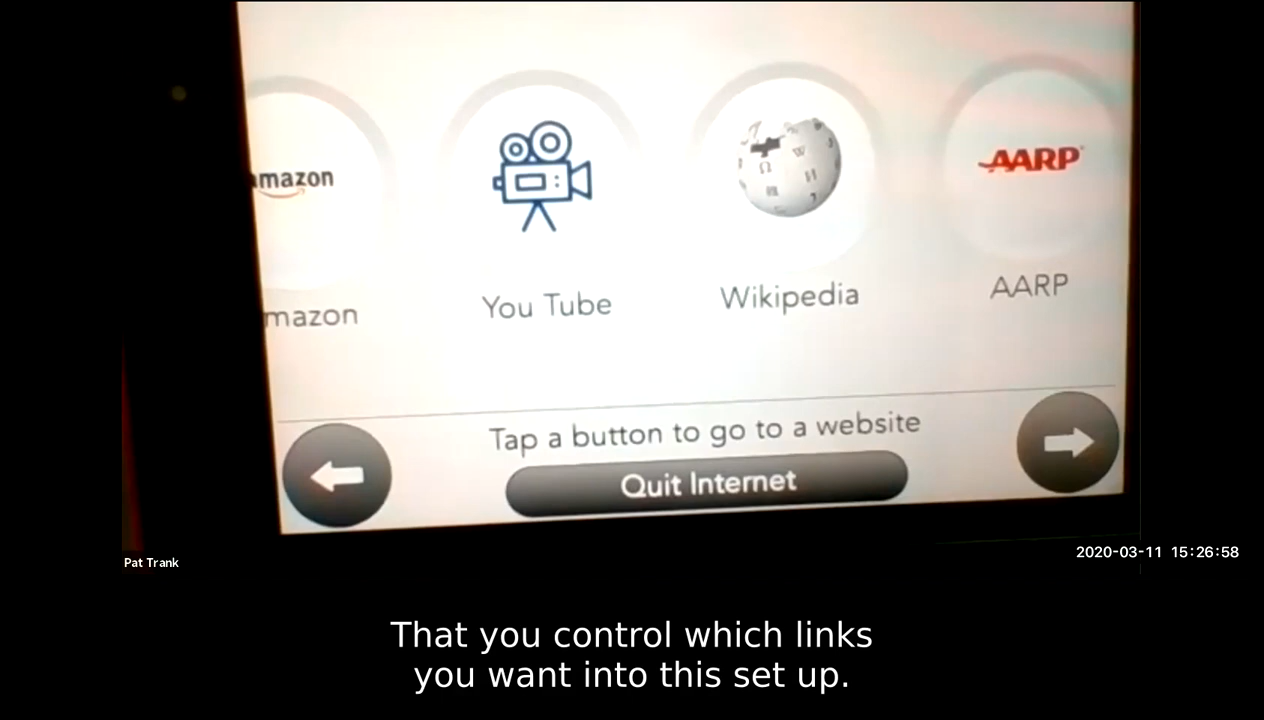 amazon
AARP
mazon
You Tube
Wikipedia
AARP
Tap a button to go to a website
Quit Internet
Pat Trank
2020-03-11 15:26:58
That you control which links
you want into this set up.